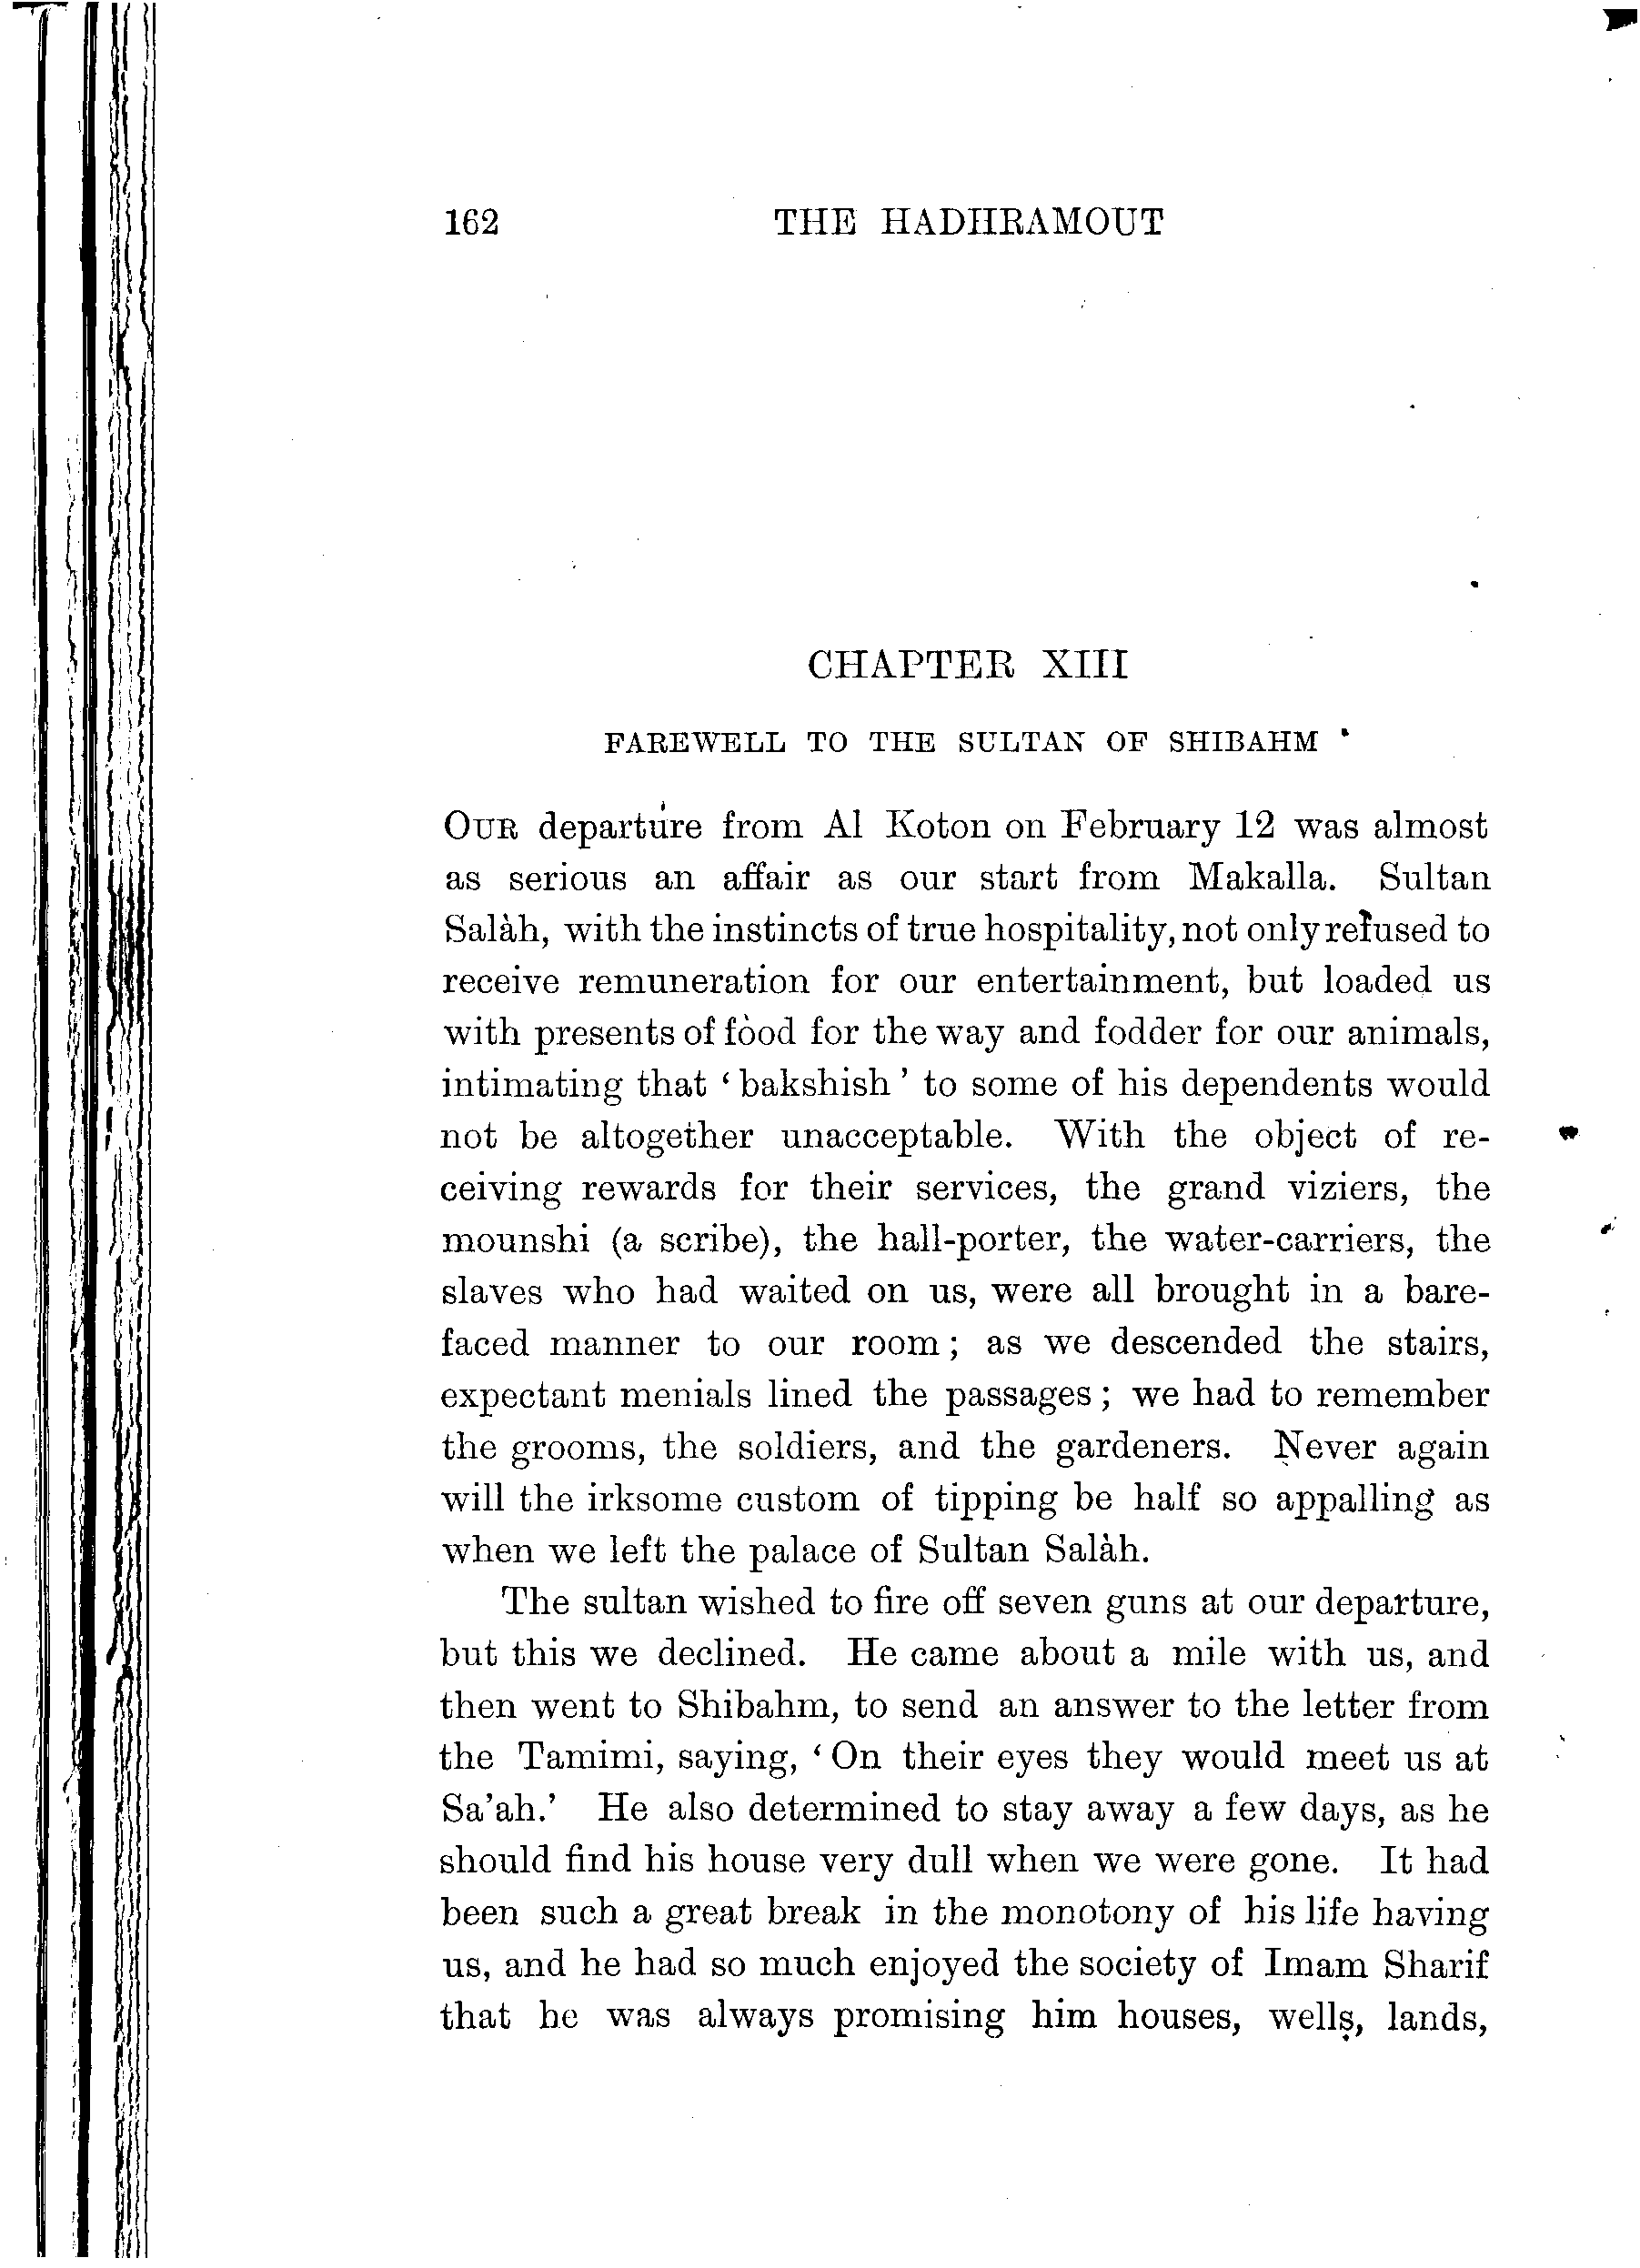 162 THE HADHRAMOUT
CHAPTER XIII
FAREWELL TO THE SULTAN OF SHIBAHM
OUR departure from Al Koton on February 12 was almost
as serious an affair as our start from Makalla. Sultan
Salàh, with the instincts of true hospitality, not only refused to
receive remuneration for our entertainment, but loaded us
with presents of food for the way and fodder for our animals,
intimating that ‘ bakshish ’ to some of his dependents would
not be altogether unacceptable. With the object of re-
ceiving rewards for their services, the grand viziers, the
mounshi (a scribe), the hall-porter, the water-carriers, the
slaves who had waited on us, were all brought in a bare-
faced manner to our room ; as we descended the stairs,
expectant menials lined the passages ; we had to remember
the grooms, the soldiers, and the gardeners. Never again
will the irksome custom of tipping be half so appalling as
when we left the palace of Sultan Salàh.
The sultan wished to fire off seven guns at our departure,
but this we declined. He came about a mile with us, and
then went to Shibahm, to send an answer to the letter from
the Tamimi, saying, ‘ On their eyes they would meet us at
Sa’ah.’ He also determined to stay away a few days, as he
should find his house very dull when we were gone. It had
been such a great break in the monotony of his life having
us, and he had so much enjoyed the society of Imam Sharif
that he was always promising him houses, wells, lands,